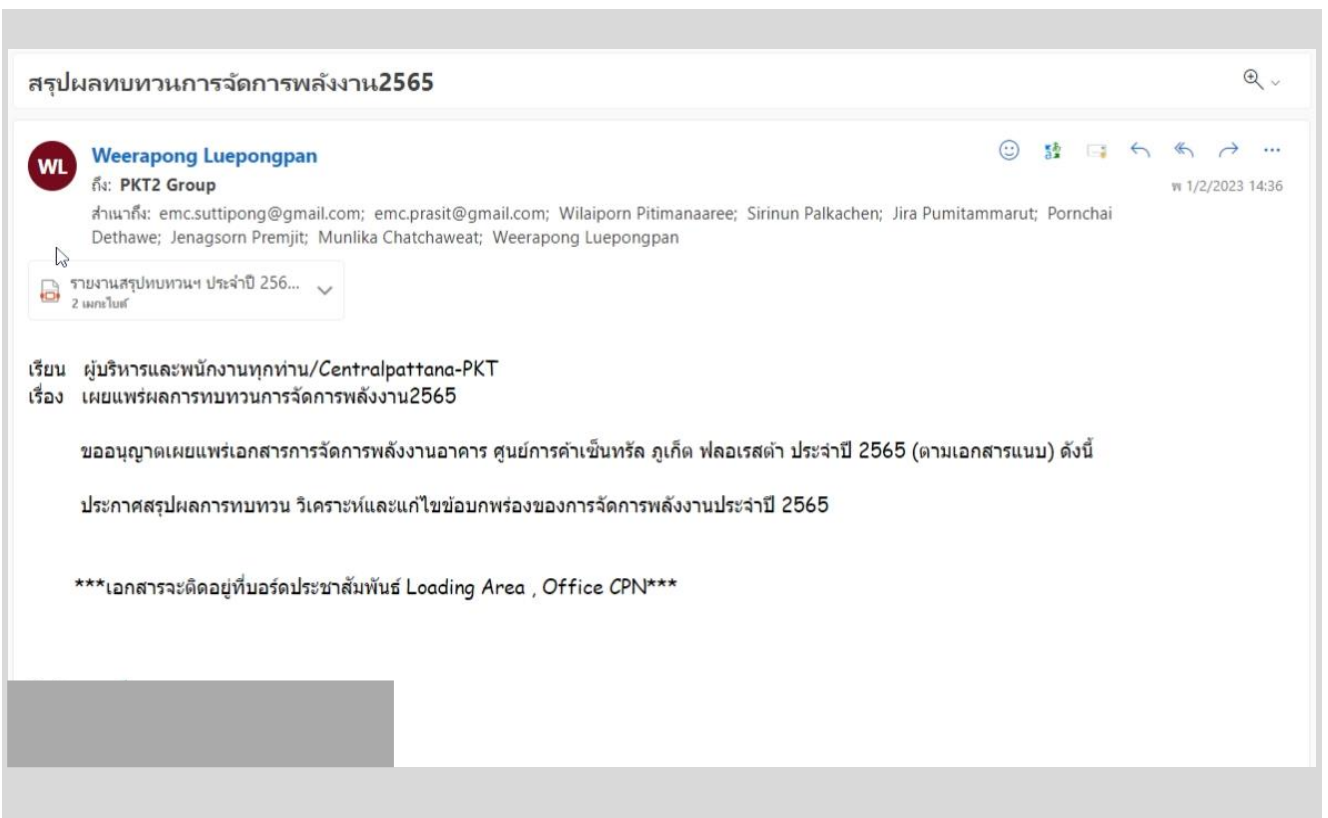 สรุปผลทบทวนการจัดการพลังงาน2565
WL
Weerapong Luepongpan
ถึง: PKT2 Group
พ 1/2/2023 14:36
สำเนาถึง: emc.suttipong@gmail.com; emc.prasit@gmail.com; Wilaiporn Pitimanaaree; Sirinun Palkachen; Jira Pumitammarut; Pornchai
Dethawe; Jenagsorn Premjit; Munlika Chatchaweat; Weerapong Luepongpan
รายงานสรุปทบทวนฯ ประจำปี 256...
2 เมกะไบต์
เรียน ผู้บริหารและพนักงานทุกท่าน/Centralpattana-PKT
เรื่อง เผยแพร่ผลการทบทวนการจัดการพลังงาน2565
ขออนุญาตเผยแพร่เอกสารการจัดการพลังงานอาคาร ศูนย์การค้าเซ็นทรัล ภูเก็ต ฟลอเรสต้า ประจำปี 2565 (ตามเอกสารแนบ) ดังนี้
ประกาศสรุปผลการทบทวน วิเคราะห์และแก้ไขข้อบกพร่องของการจัดการพลังงานประจำปี 2565
***เอกสารจะติดอยู่ที่บอร์ดประชาสัมพันธ์ Loading Area , Office CPN***